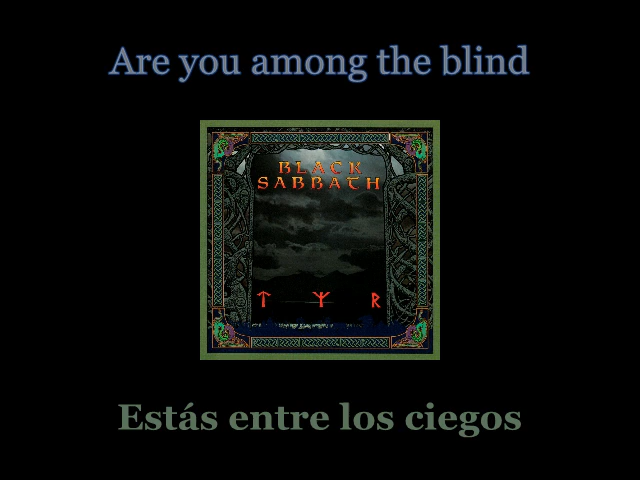 Are you among the blind
BLACK
SABBATH
ᛏ ᛉ ᚱ
Estás entre los ciegos